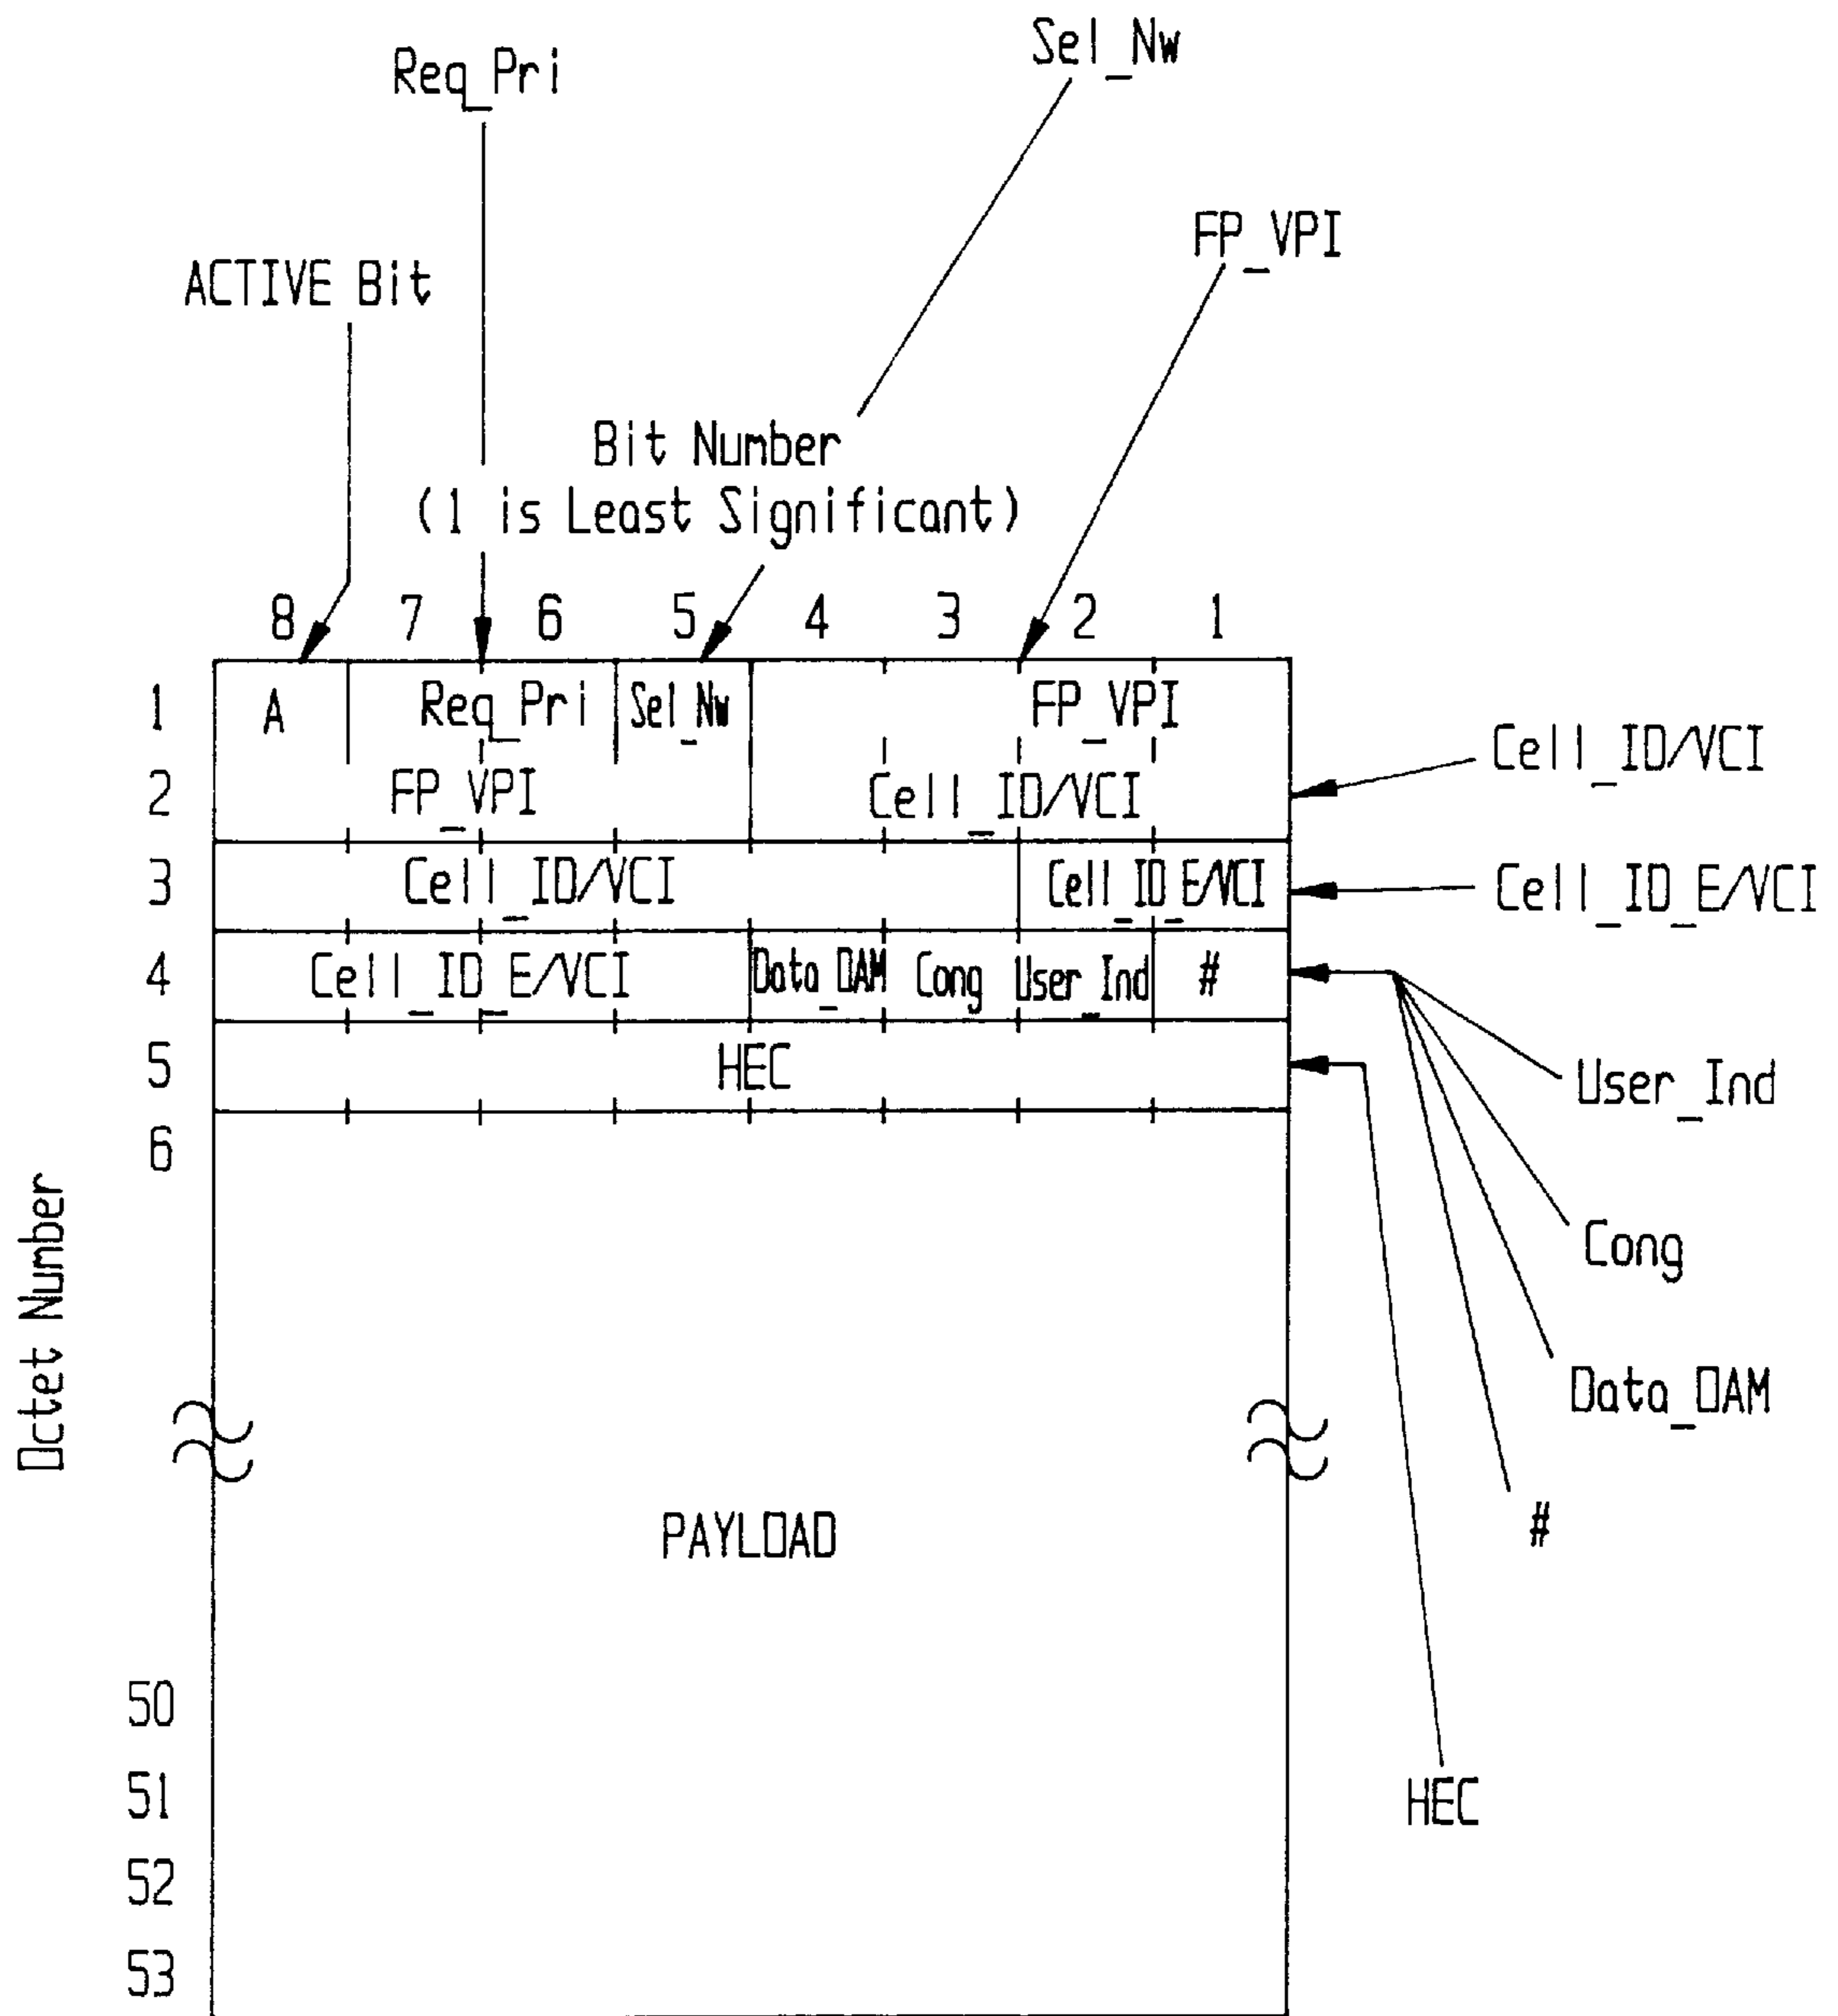 Sel_Nw
Req_Pri
FP_VPI
ACTIVE Bit
Bit Number
(1 is Least Significant)
8 7 6 5 4 3 2 1
1 A Req_Pri Sel_Nw FP_VPI
Cell_ID/VCI
2 FP_VPI Cell_ID/VCI
3 Cell_ID/VCI Cell_ID_E/VCI
Cell_ID_E/VCI
4 Cell_ID_E/VCI Data_OAM Cong User_Ind #
5 HEC
User_Ind
6
Octet Number
Cong
Data_OAM
#
PAYLOAD
50
51
HEC
52
53